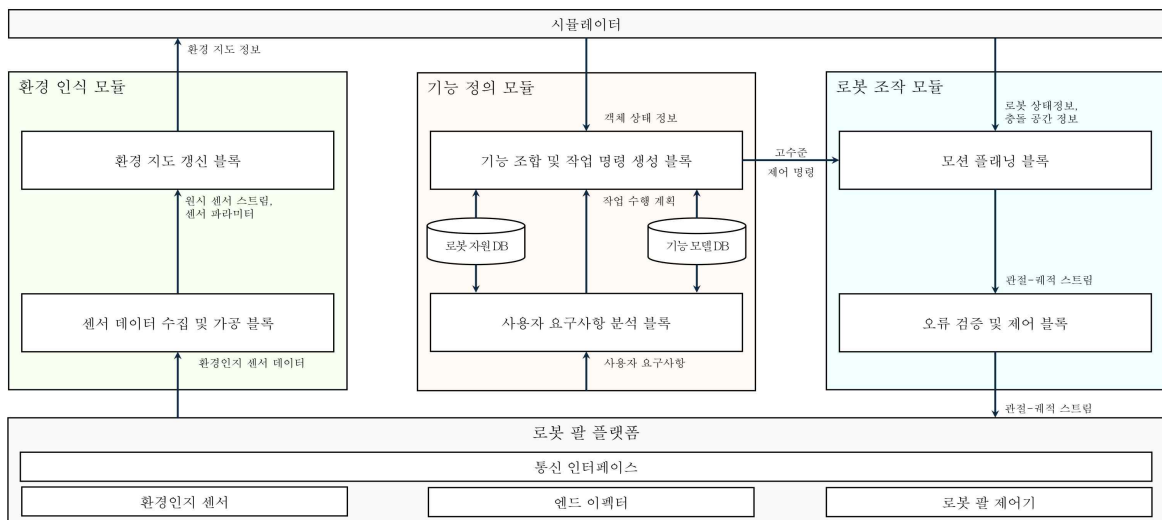 시뮬레이터
환경 지도 정보
환경 인식 모듈
환경 지도 갱신 블록
원시 센서 스트림,
센서 파라미터
센서 데이터 수집 및 가공 블록
환경인지 센서 데이터
기능 정의 모듈
객체 상태 정보
기능 조합 및 작업 명령 생성 블록
작업 수행 계획
로봇 자원 DB
기능 모델 DB
사용자 요구사항 분석 블록
사용자 요구사항
고수준
제어 명령
로봇 조작 모듈
로봇 상태정보,
충돌 공간 정보
모션 플래닝 블록
관절-궤적 스트림
오류 검증 및 제어 블록
관절-궤적 스트림
로봇 팔 플랫폼
통신 인터페이스
환경인지 센서
엔드 이펙터
로봇 팔 제어기